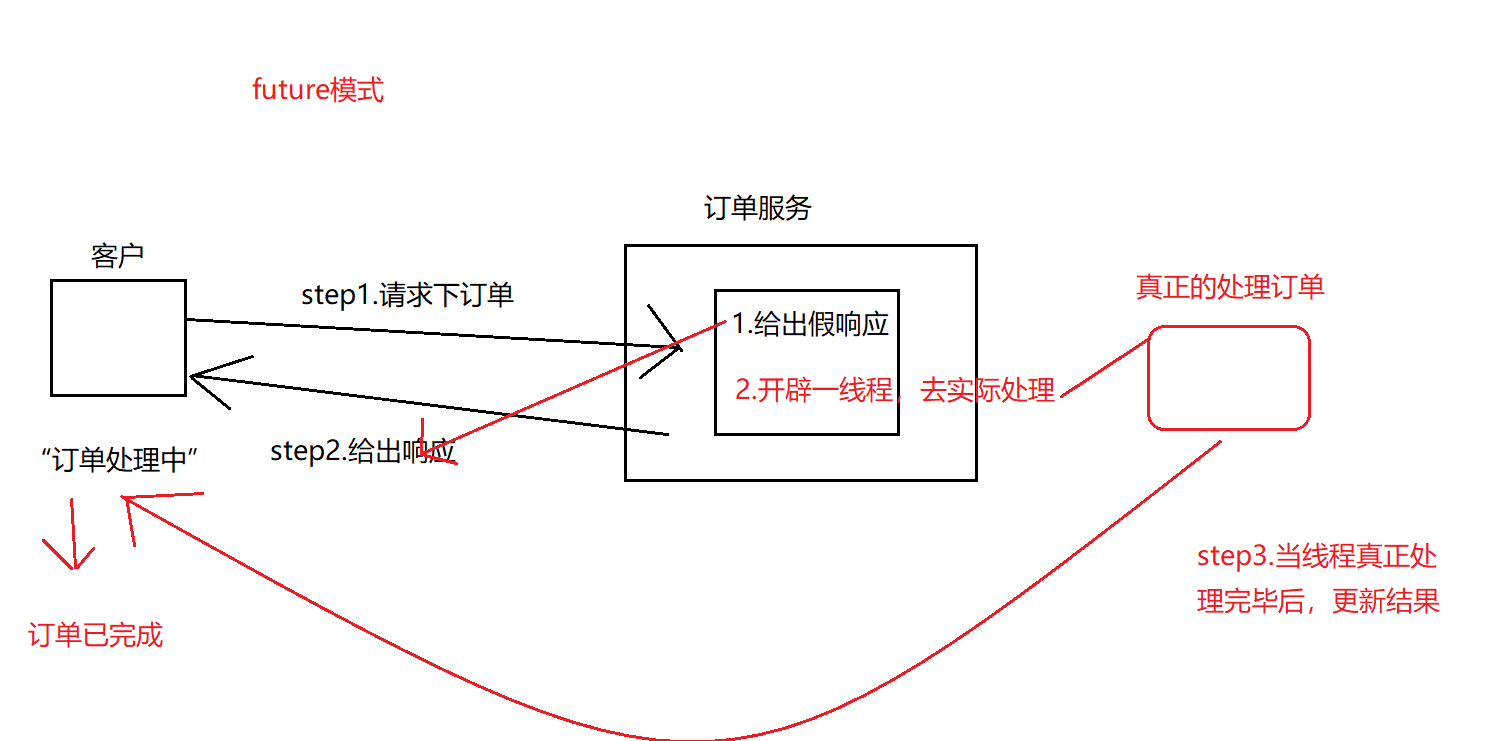 future模式
订单服务
客户
step1.请求下订单
真正的处理订单
1.给出假响应
2.开辟一线程，去实际处理
step2.给出响应
“订单处理中”
step3.当线程真正处
理完毕后，更新结果
订单已完成